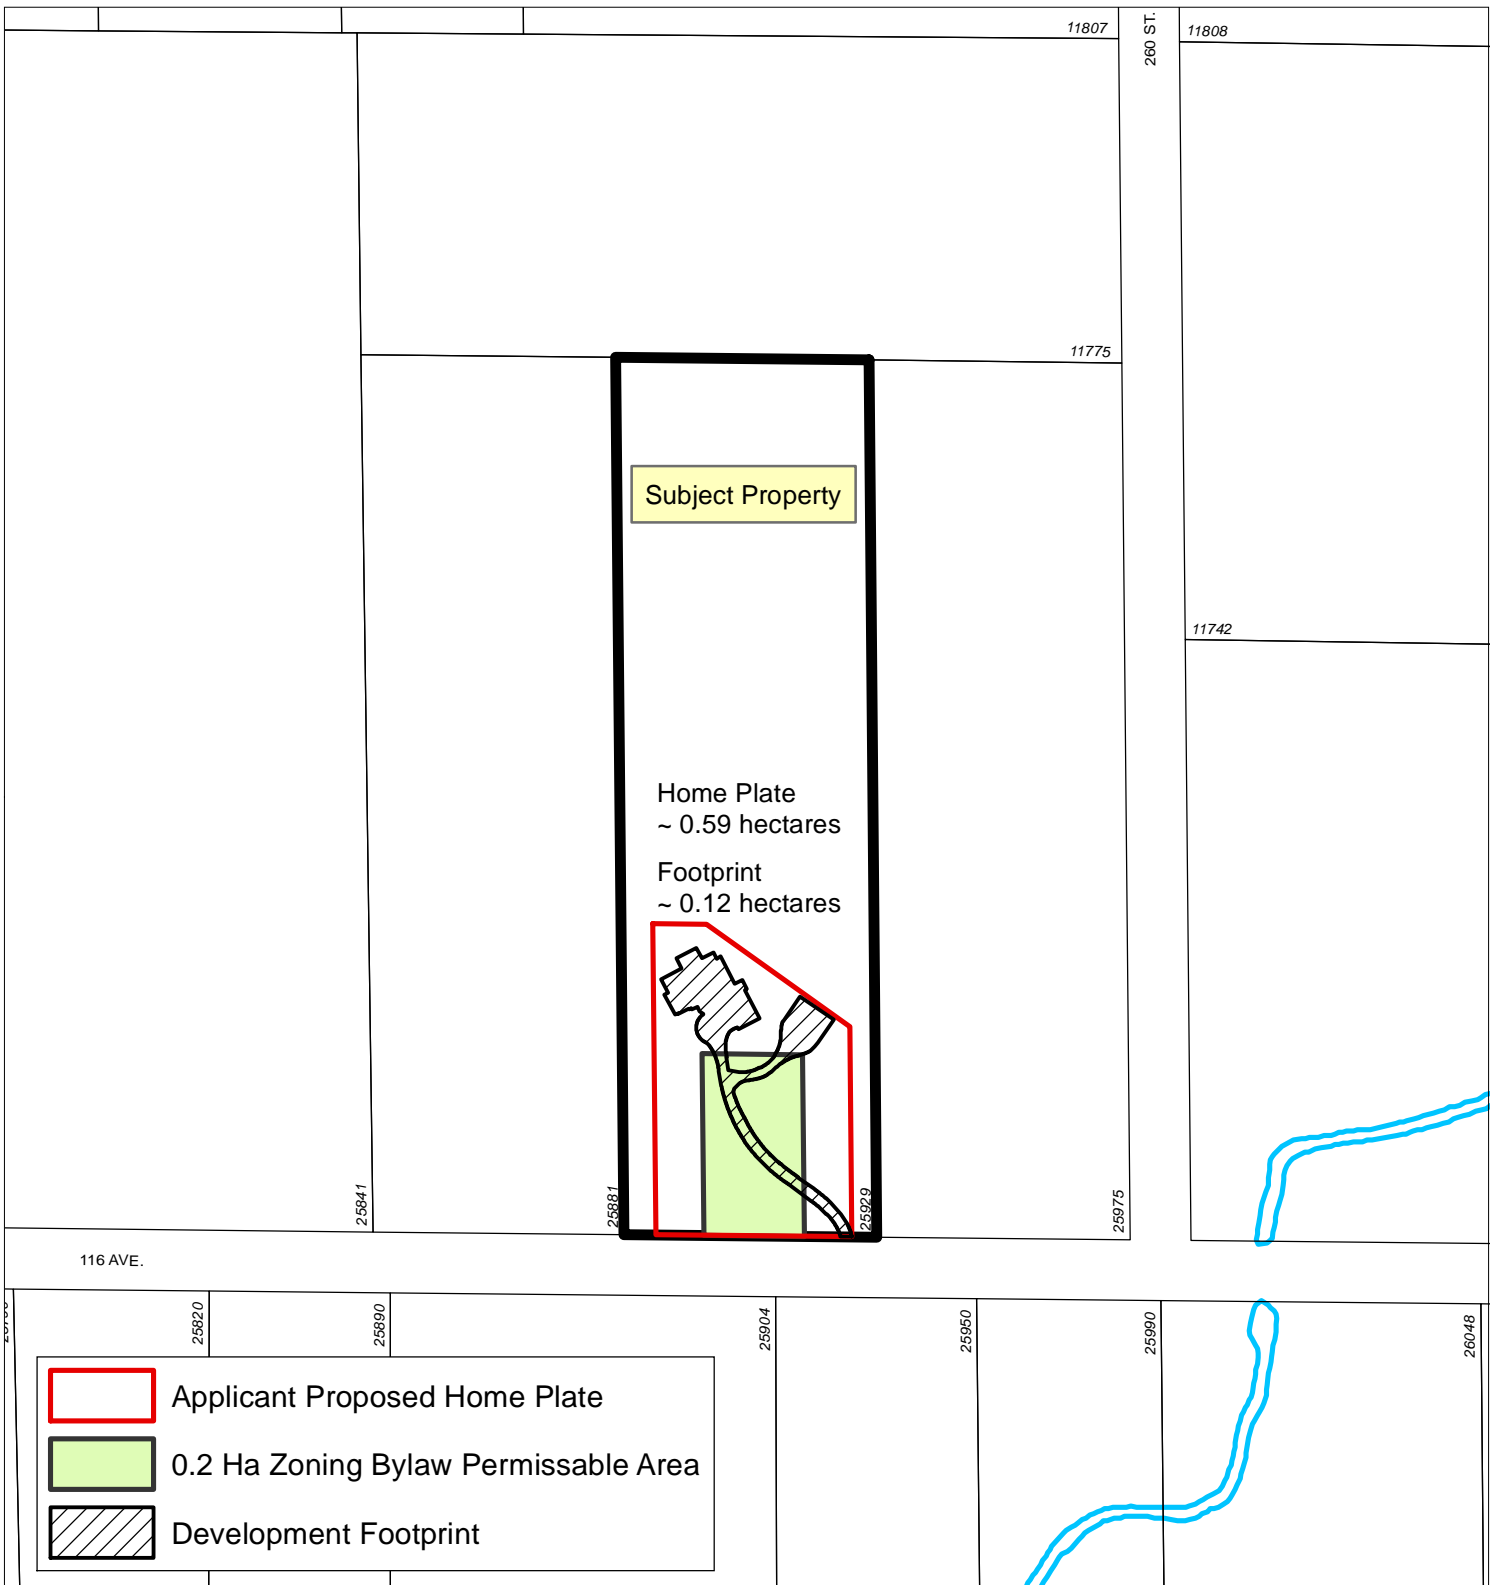 11807
260 ST.
11808
11775
Subject Property
11742
Home Plate
~ 0.59 hectares
Footprint
~ 0.12 hectares
25841
25881
25929
25975
116 AVE.
25820
25890
25904
25950
25990
26048
Applicant Proposed Home Plate
0.2 Ha Zoning Bylaw Permissable Area
Development Footprint